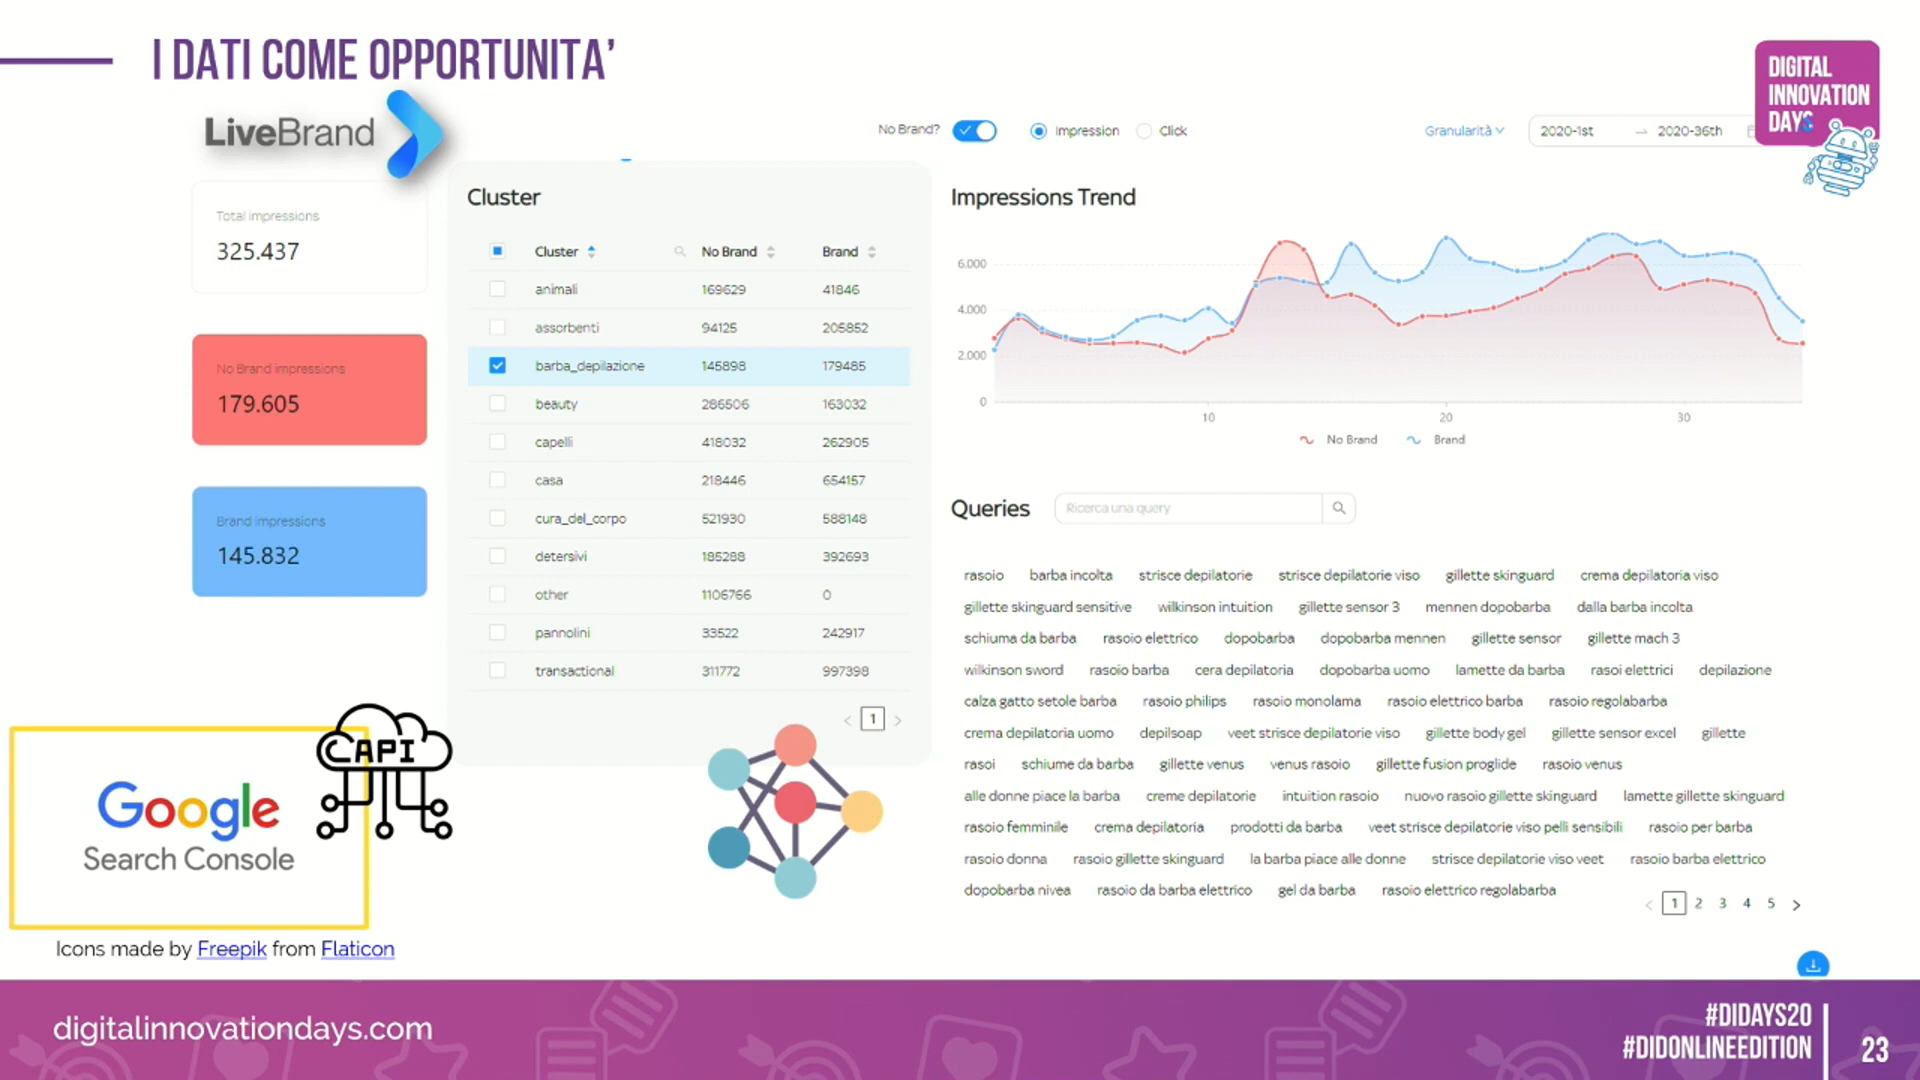 I DATI COME OPPORTUNITA'
DIGITAL
INNOVATION
DAYS
LiveBrand
No Brand?
Impression
Click
Granularità
2020-1st → 2020-36th
Total impressions
325.437
No Brand impressions
179.605
Brand impressions
145.832
Cluster
Cluster No Brand Brand
animali 169629 41846
assorbenti 94125 205852
barba_depilazione 145898 179485
beauty 286506 163032
capelli 418032 262905
casa 218446 654157
cura_del_corpo 521930 588148
detersivi 185288 392693
other 1106766 0
pannolini 33522 242917
transactional 311772 997398
< 1 >
Impressions Trend
6.000
4.000
2.000
0
10 20 30
No Brand Brand
Queries
Ricerca una query
rasoio barba incolta strisce depilatorie strisce depilatorie viso gillette skinguard crema depilatoria viso
gillette skinguard sensitive wilkinson intuition gillette sensor 3 mennen dopobarba dalla barba incolta
schiuma da barba rasoio elettrico dopobarba dopobarba mennen gillette sensor gillette mach 3
wilkinson sword rasoio barba cera depilatoria dopobarba uomo lamette da barba rasoi elettrici depilazione
calza gatto setole barba rasoio philips rasoio monolama rasoio elettrico barba rasoio regolabarba
crema depilatoria uomo depilsoap veet strisce depilatorie viso gillette body gel gillette sensor excel gillette
rasoi schiume da barba gillette venus venus rasoio gillette fusion proglide rasoio venus
alle donne piace la barba creme depilatorie intuition rasoio nuovo rasoio gillette skinguard lamette gillette skinguard
rasoio femminile crema depilatoria prodotti da barba veet strisce depilatorie viso pelli sensibili rasoio per barba
rasoio donna rasoio gillette skinguard la barba piace alle donne strisce depilatorie viso veet rasoio barba elettrico
dopobarba nivea rasoio da barba elettrico gel da barba rasoio elettrico regolabarba
< 1 2 3 4 5 >
API
Google
Search Console
Icons made by Freepik from Flaticon
digitalinnovationdays.com
#DIDAYS20
#DIDONLINEEDITION
23